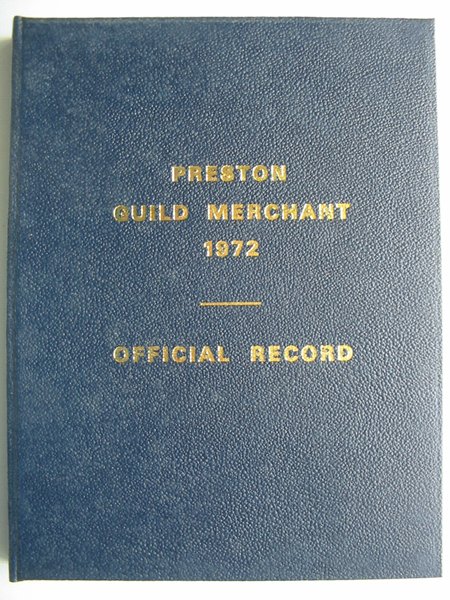 PRESTON
GUILD MERCHANT
1972
OFFICIAL RECORD